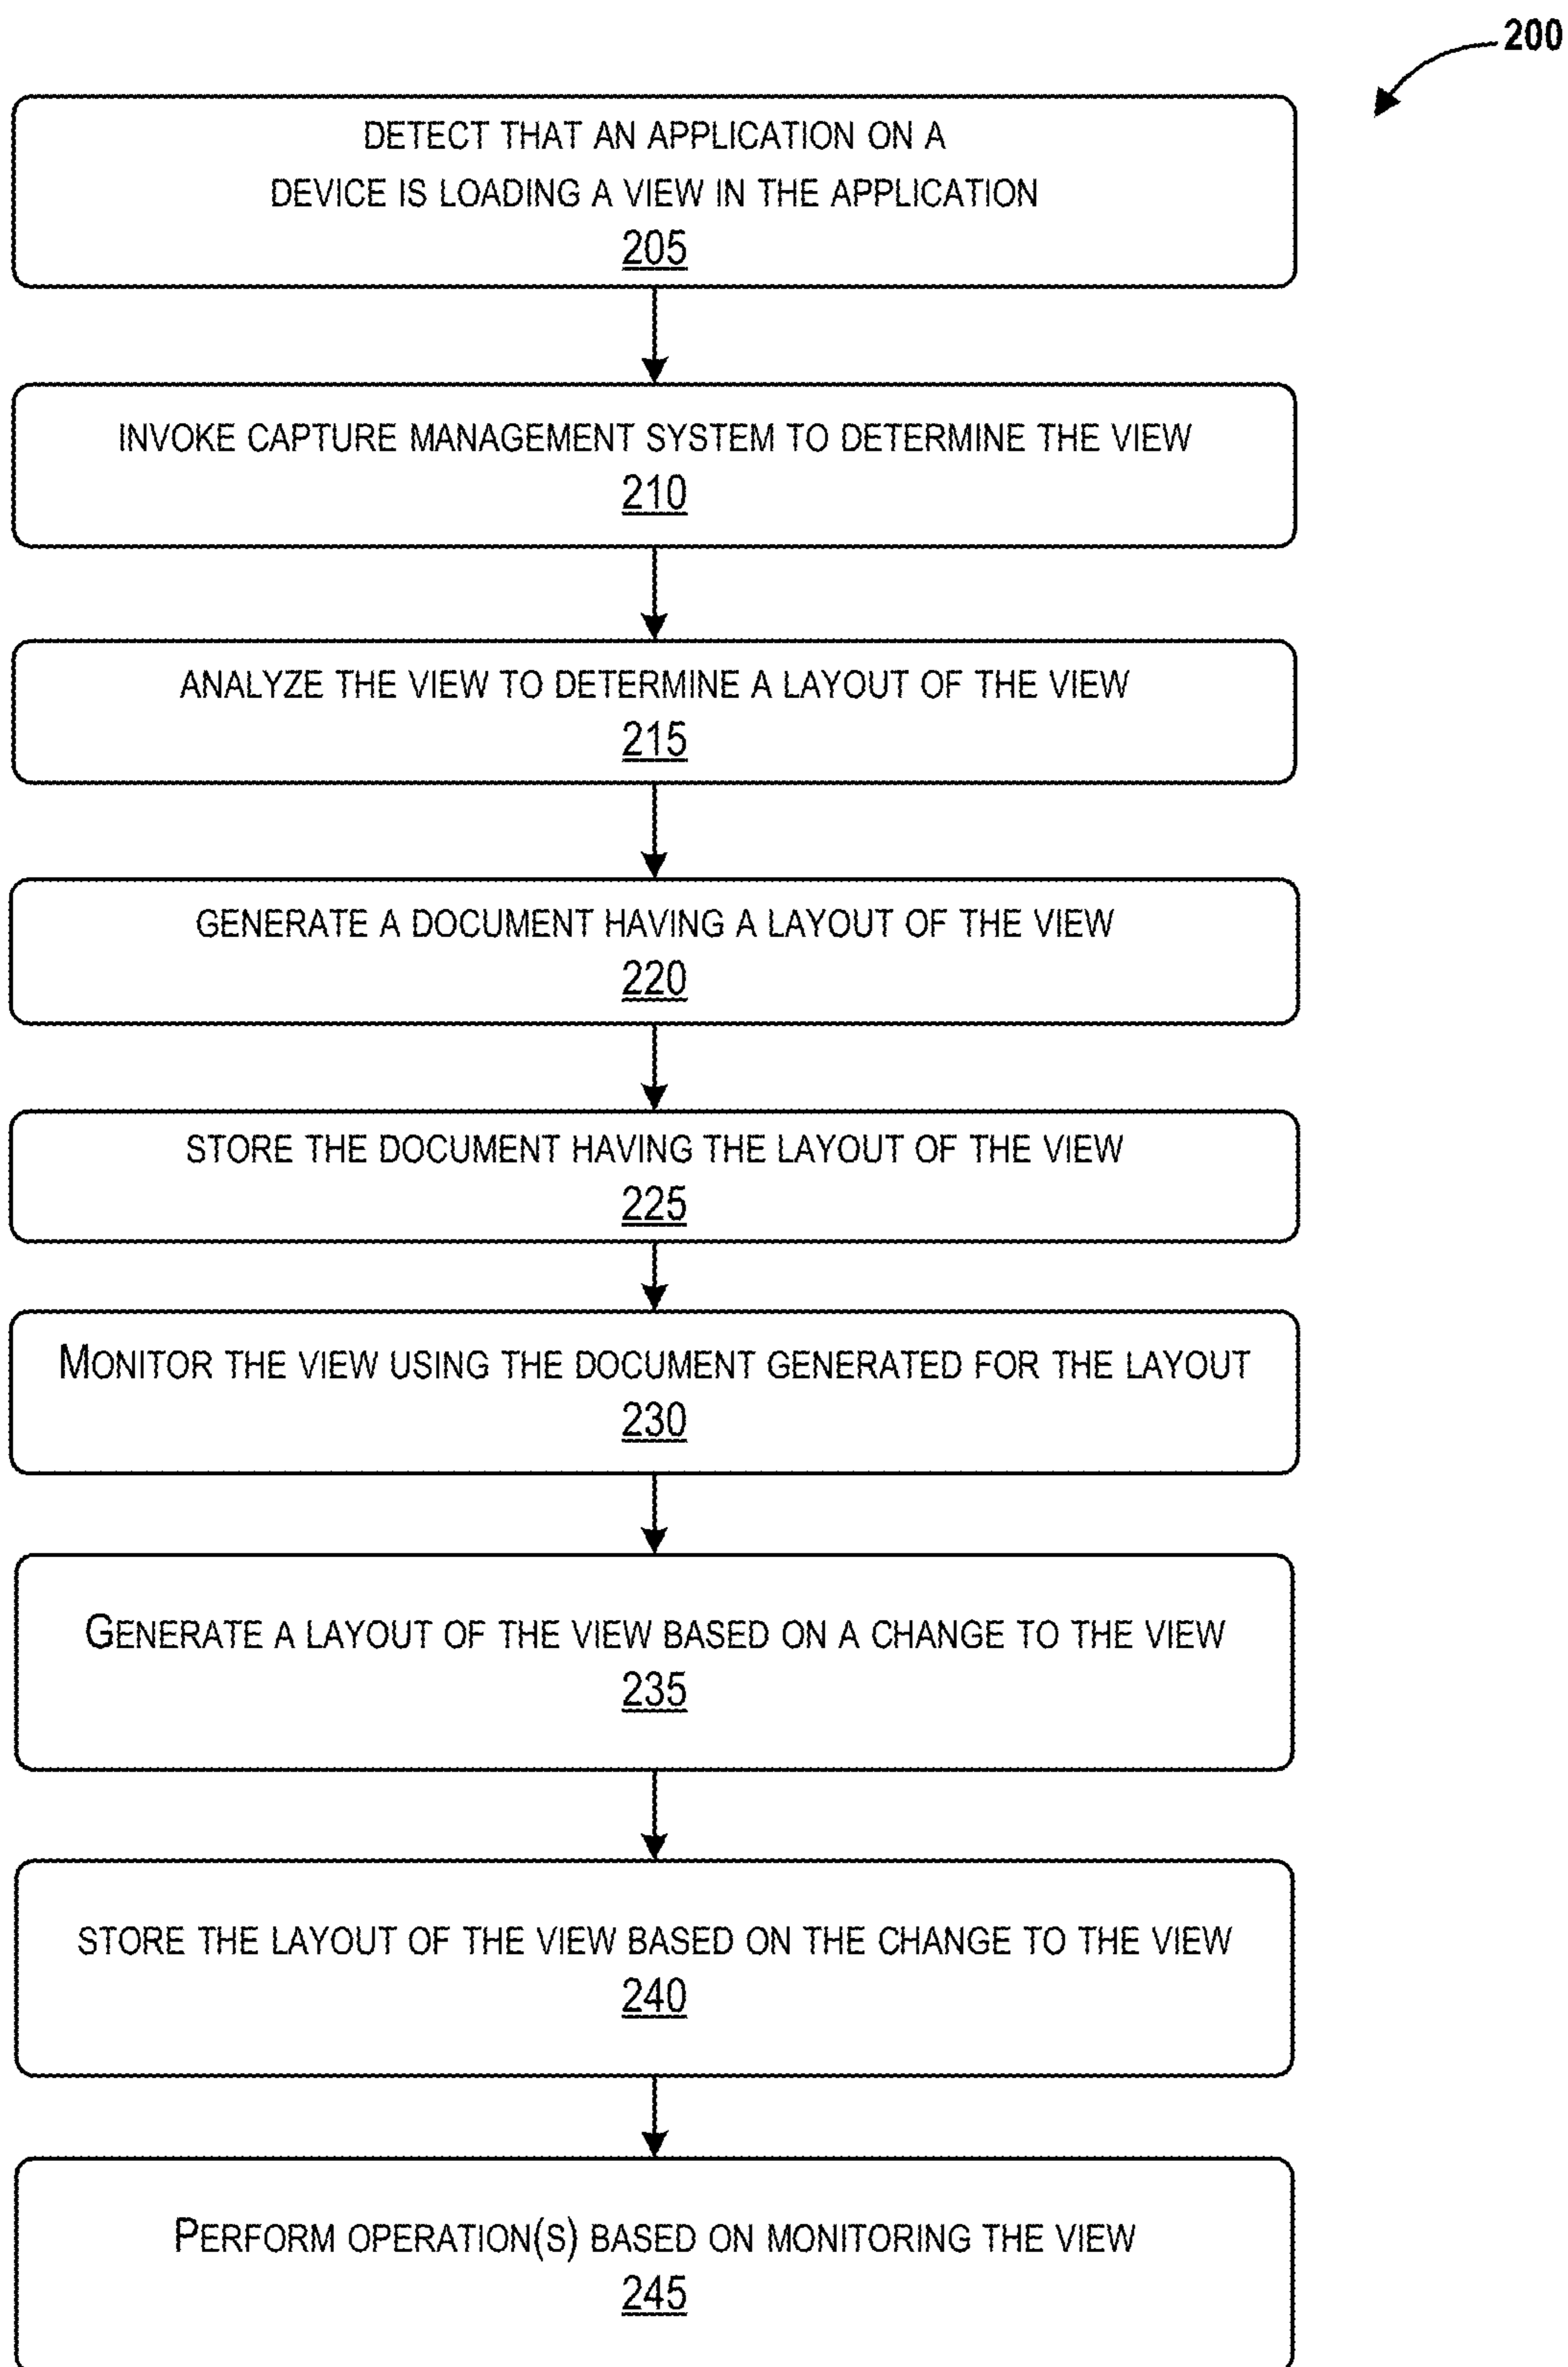 200
DETECT THAT AN APPLICATION ON A
DEVICE IS LOADING A VIEW IN THE APPLICATION
205
INVOKE CAPTURE MANAGEMENT SYSTEM TO DETERMINE THE VIEW
210
ANALYZE THE VIEW TO DETERMINE A LAYOUT OF THE VIEW
215
GENERATE A DOCUMENT HAVING A LAYOUT OF THE VIEW
220
STORE THE DOCUMENT HAVING THE LAYOUT OF THE VIEW
225
MONITOR THE VIEW USING THE DOCUMENT GENERATED FOR THE LAYOUT
230
GENERATE A LAYOUT OF THE VIEW BASED ON A CHANGE TO THE VIEW
235
STORE THE LAYOUT OF THE VIEW BASED ON THE CHANGE TO THE VIEW
240
PERFORM OPERATION(S) BASED ON MONITORING THE VIEW
245